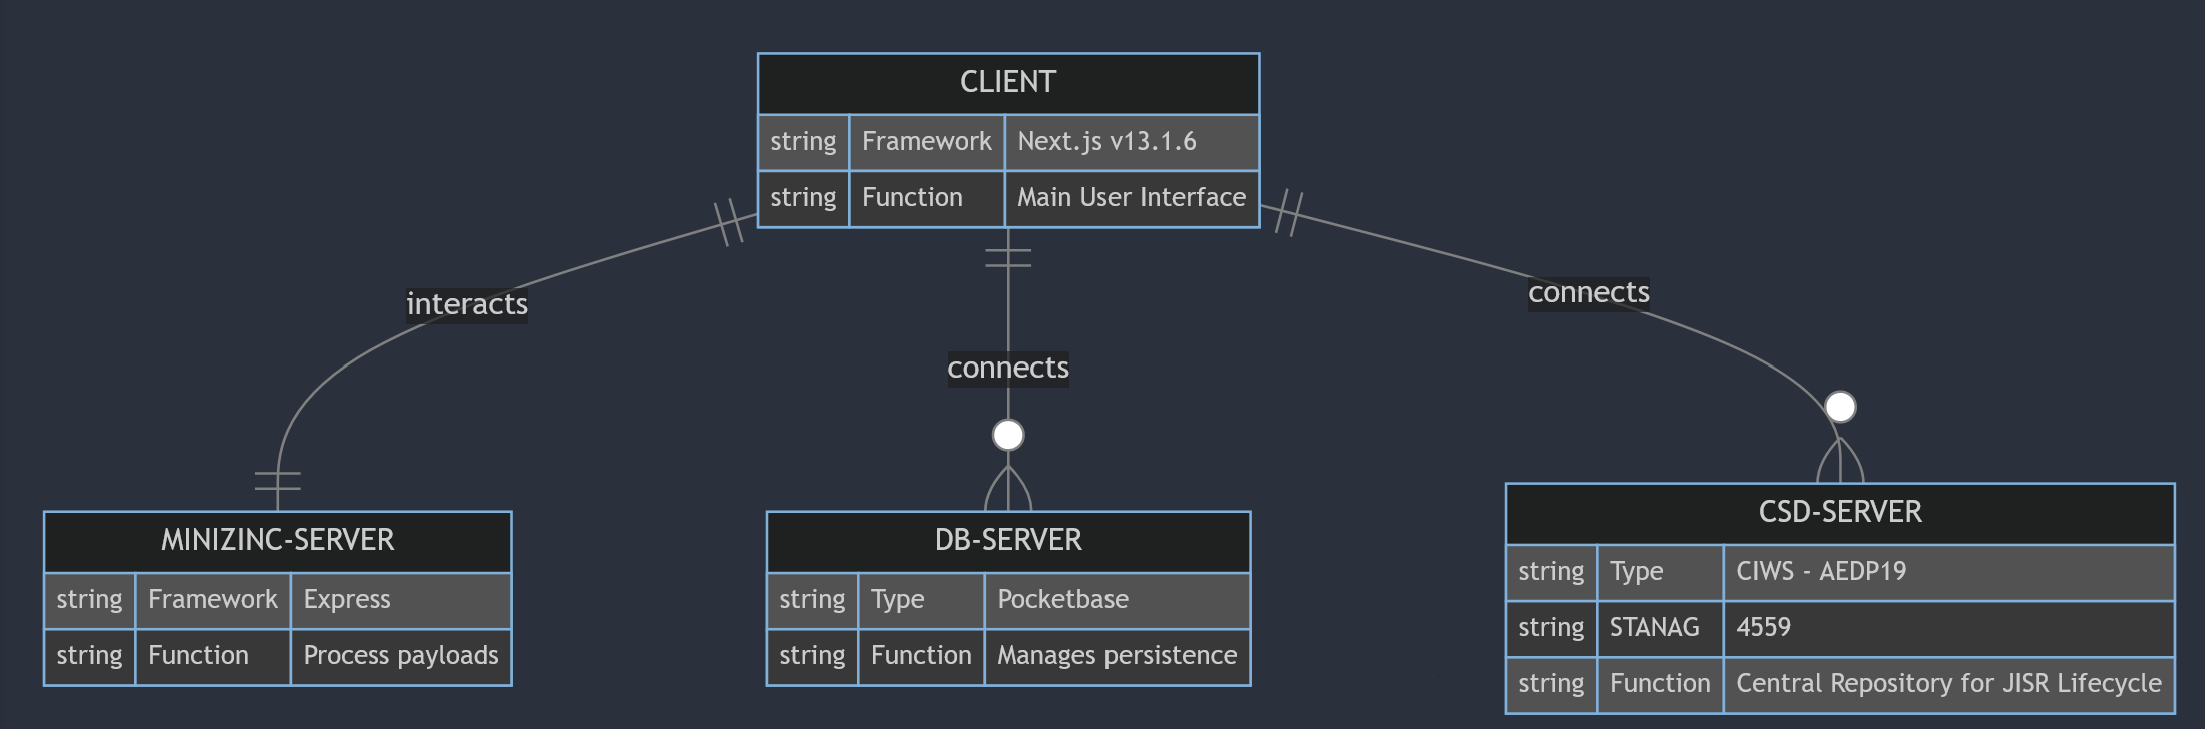 CLIENT
string Framework Next.js v13.1.6
string Function Main User Interface
interacts
connects
connects
MINIZINC-SERVER
string Framework Express
string Function Process payloads
DB-SERVER
string Type Pocketbase
string Function Manages persistence
CSD-SERVER
string Type CIWS - AEDP19
string STANAG 4559
string Function Central Repository for JISR Lifecycle